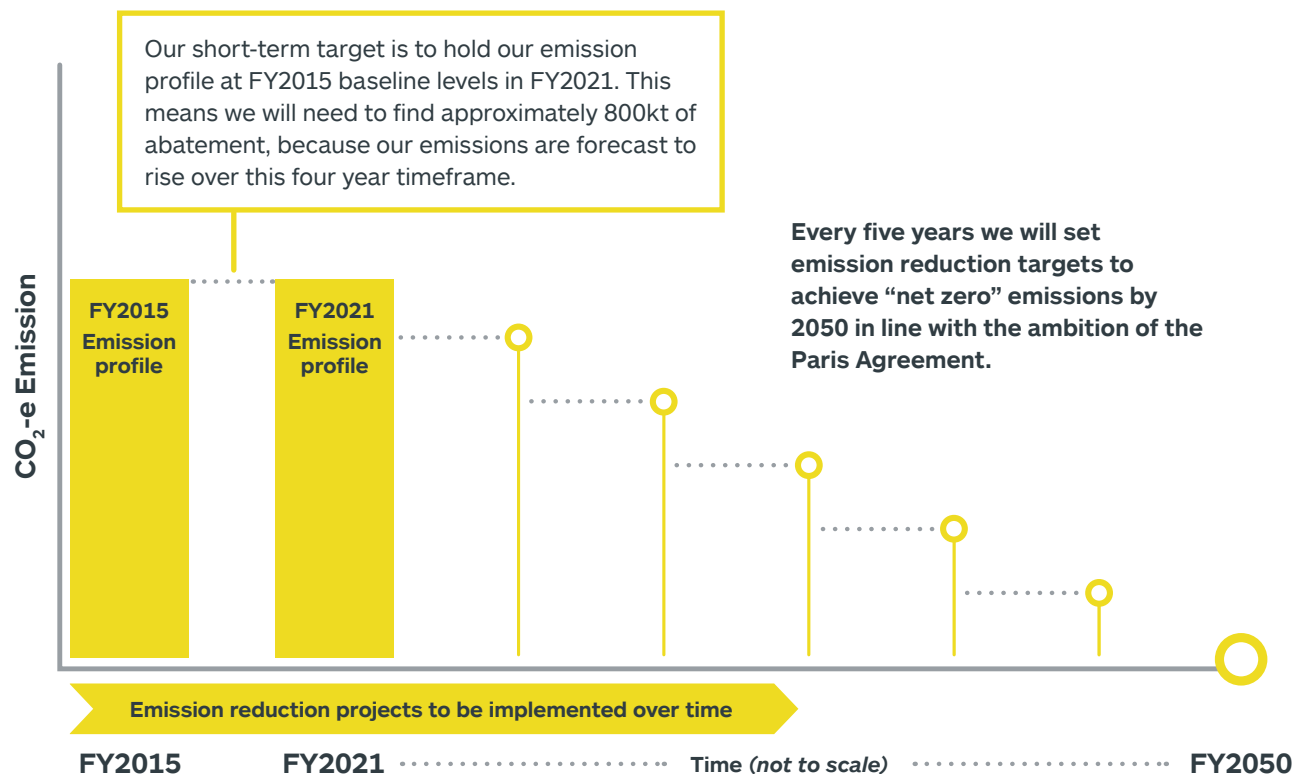 Our short-term target is to hold our emission
profile at FY2015 baseline levels in FY2021. This
means we will need to find approximately 800kt of
abatement, because our emissions are forecast to
rise over this four year timeframe.
Every five years we will set
emission reduction targets to
achieve “net zero” emissions by
2050 in line with the ambition of the
Paris Agreement.
CO₂-e Emission
FY2015
Emission
profile
FY2021
Emission
profile
Emission reduction projects to be implemented over time
FY2015
FY2021
Time (not to scale)
FY2050